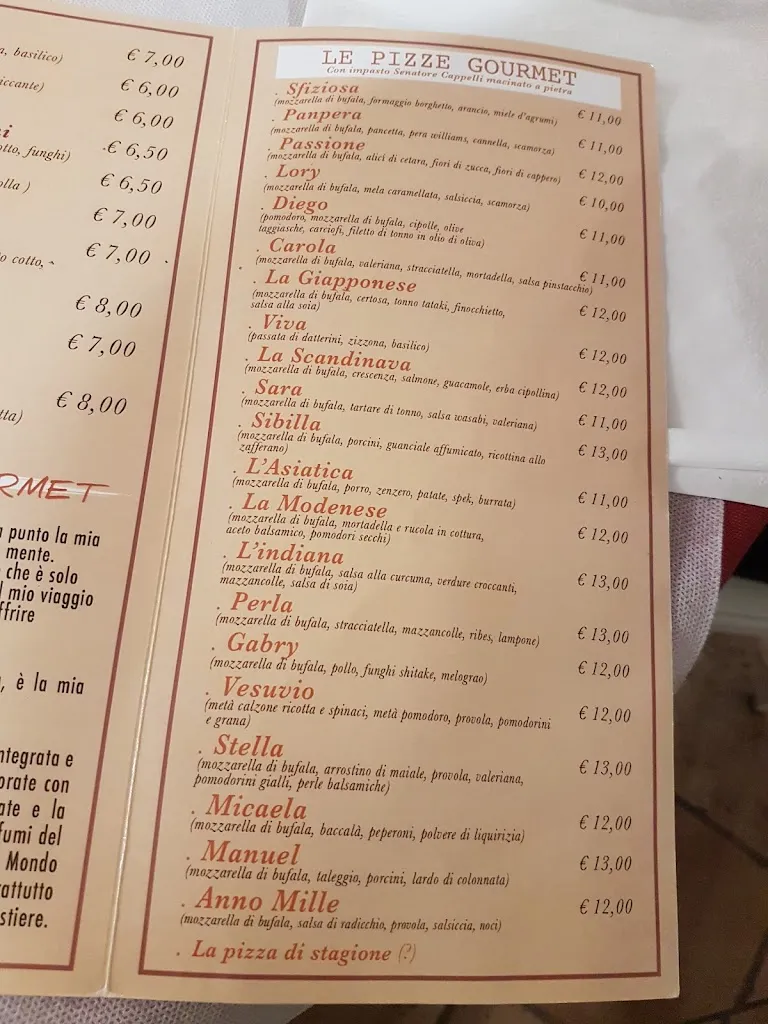 , basilico)
€ 7,00
iccante)
€ 6,00
€ 6,00
otto, funghi)
€ 6,50
olla )
€ 6,50
€ 7,00
o cotto,
€ 7,00
€ 8,00
€ 7,00
€ 8,00
tta)
RMET
punto la mia
mente.
che è solo
l mio viaggio
ffrire
, è la mia
ntegrata e
orate con
ate e la
fumi del
Mondo
rattutto
stiere.
LE PIZZE GOURMET
Con impasto Senatore Cappelli macinato a pietra
. Sfiziosa
(mozzarella di bufala, formaggio borghetto, arancio, miele d'agrumi) € 11,00
. Panpera
(mozzarella di bufala, pancetta, pera williams, cannella, scamorza) € 11,00
. Passione
(mozzarella di bufala, alici di cetara, fiori di zucca, fiori di cappero) € 12,00
. Lory
(mozzarella di bufala, mela caramellata, salsiccia, scamorza) € 10,00
. Diego
(pomodoro, mozzarella di bufala, cipolle, olive
taggiasche, carciofi, filetto di tonno in olio di oliva) € 11,00
. Carola
(mozzarella di bufala, valeriana, stracciatella, mortadella, salsa pinstacchio) € 11,00
. La Giapponese
(mozzarella di bufala, certosa, tonno tataki, finocchietto, € 12,00
salsa alla soia)
. Viva
(passata di datterini, zizzona, basilico) € 12,00
. La Scandinava
(mozzarella di bufala, crescenza, salmone, guacamole, erba cipollina) € 12,00
. Sara
(mozzarella di bufala, tartare di tonno, salsa wasabi, valeriana) € 11,00
. Sibilla
(mozzarella di bufala, porcini, guanciale affumicato, ricottina allo € 13,00
zafferano)
. L'Asiatica
(mozzarella di bufala, porro, zenzero, patate, spek, burrata) € 11,00
. La Modenese
(mozzarella di bufala, mortadella e rucola in cottura, € 12,00
aceto balsamico, pomodori secchi)
. L'indiana
(mozzarella di bufala, salsa alla curcuma, verdure croccanti, € 13,00
mazzancolle, salsa di soia)
. Perla
(mozzarella di bufala, stracciatella, mazzancolle, ribes, lampone) € 13,00
. Gabry
(mozzarella di bufala, pollo, funghi shitake, melograo) € 12,00
. Vesuvio
(metà calzone ricotta e spinaci, metà pomodoro, provola, pomodorini € 12,00
e grana)
. Stella
(mozzarella di bufala, arrostino di maiale, provola, valeriana, € 13,00
pomodorini gialli, perle balsamiche)
. Micaela
(mozzarella di bufala, baccalà, peperoni, polvere di liquirizia) € 12,00
. Manuel
(mozzarella di bufala, taleggio, porcini, lardo di colonnata) € 13,00
. Anno Mille
(mozzarella di bufala, salsa di radicchio, provola, salsiccia, noci) € 12,00
. La pizza di stagione (?)